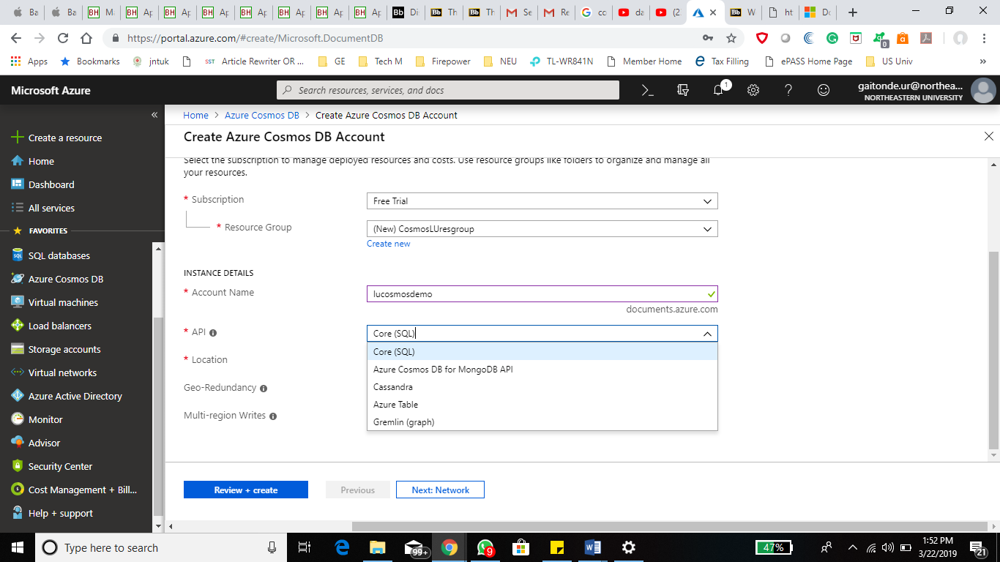 Ba
Ba
BH
M
BH
Ap
BH
Ap
BH
Ap
BH
Ap
BH
Ap
BH
Ap
BH
Ap
Bb
Di
Bb
Th
Bb
Th
Se
Re
co
da
(2
A
Bb
W
ht
Do
https://portal.azure.com/#create/Microsoft.DocumentDB
0
Apps
Bookmarks
jntuk
SST
Article Rewriter OR ...
GE
Tech M
Firepower
NEU
TL-WR841N
Member Home
Tax Filling
ePASS Home Page
US Univ
»
Microsoft Azure
Search resources, services, and docs
1
gaitonde.ur@northea...
NORTHEASTERN UNIVERSITY
«
Create a resource
Home
Dashboard
All services
FAVORITES
SQL databases
Azure Cosmos DB
Virtual machines
Load balancers
Storage accounts
Virtual networks
Azure Active Directory
Monitor
Advisor
Security Center
Cost Management + Bill...
Help + support
Home > Azure Cosmos DB > Create Azure Cosmos DB Account
Create Azure Cosmos DB Account
Select the subscription to manage deployed resources and costs. Use resource groups like folders to organize and manage all
your resources.
* Subscription
Free Trial
* Resource Group
(New) CosmosLUresgroup
Create new
INSTANCE DETAILS
* Account Name
lucosmosdemo
documents.azure.com
* API
Core (SQL)
Core (SQL)
Azure Cosmos DB for MongoDB API
Cassandra
Azure Table
Gremlin (graph)
* Location
Geo-Redundancy
Multi-region Writes
Review + create
Previous
Next: Network
Type here to search
99+
9
47%
1:52 PM
3/22/2019
21